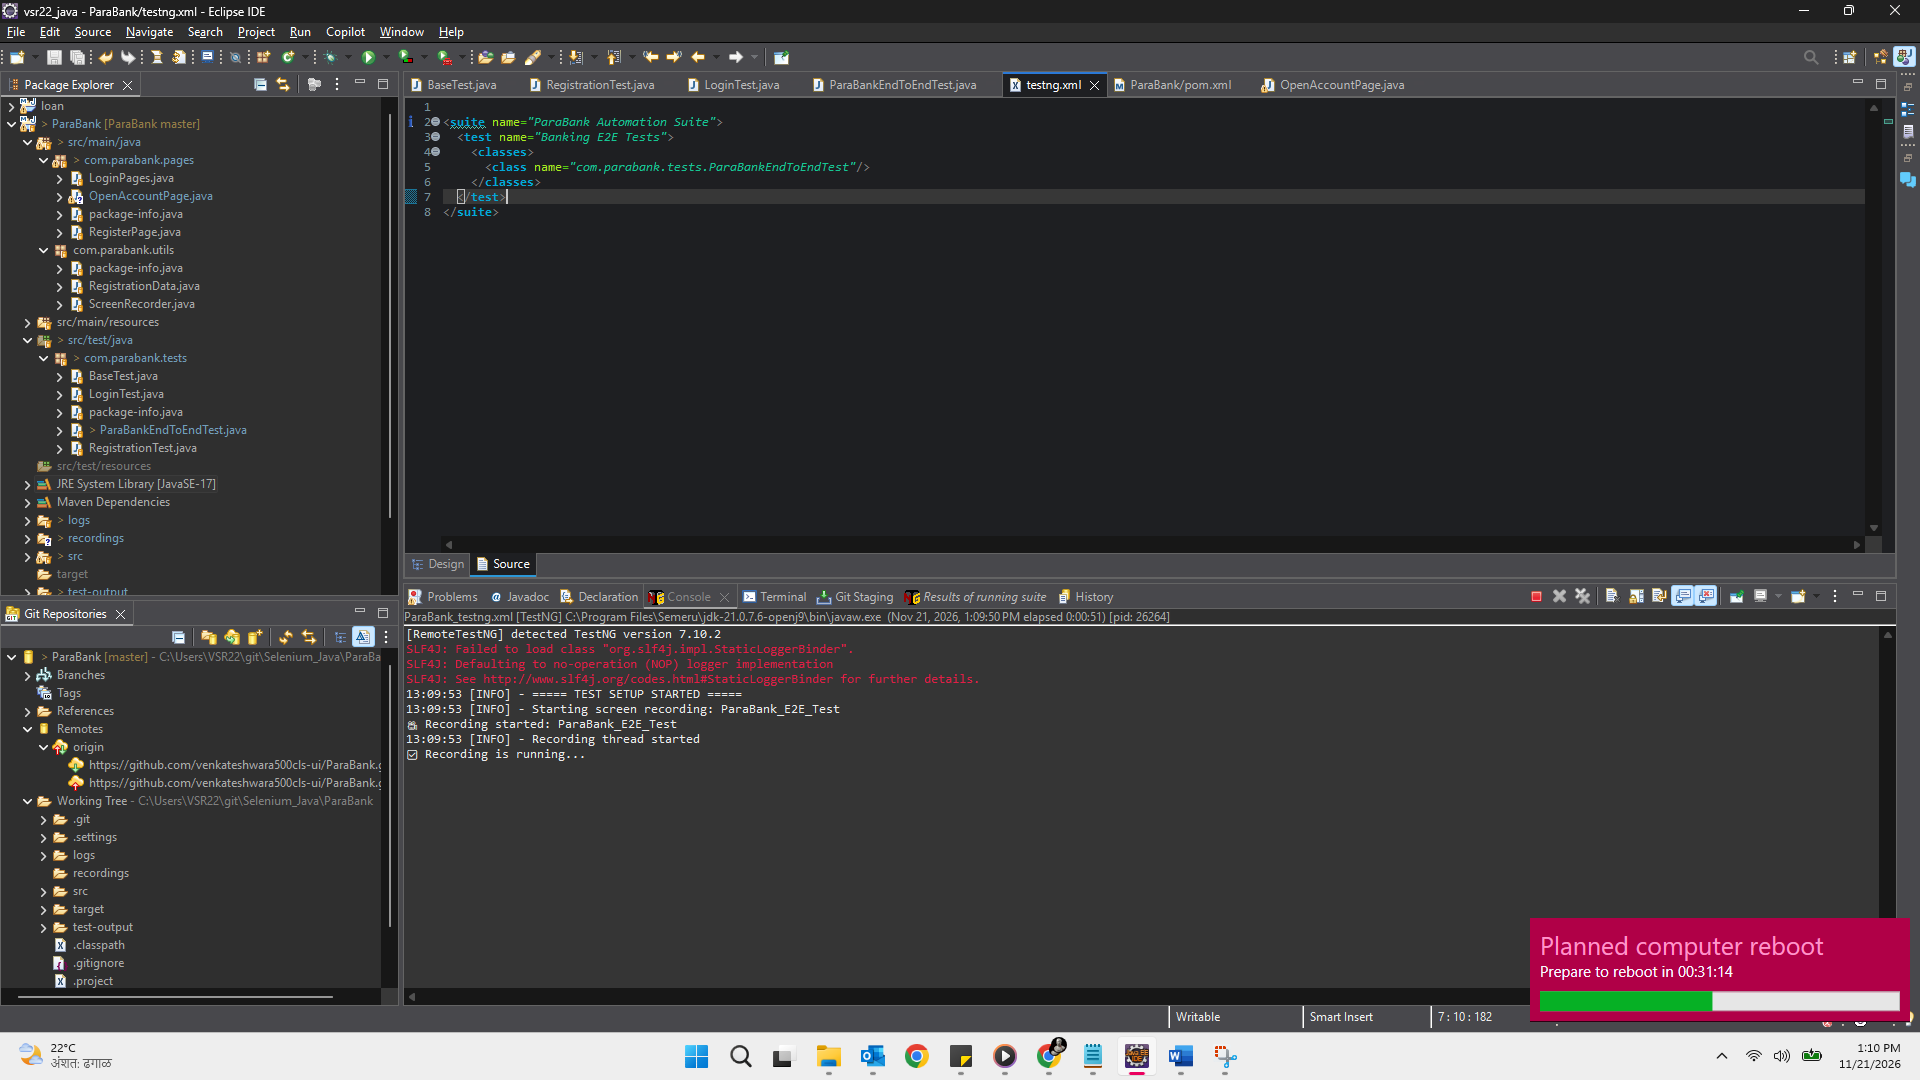 vsr22_java - ParaBank/testng.xml - Eclipse IDE
File Edit Source Navigate Search Project Run Copilot Window Help
Package Explorer
loan
> ParaBank [ParaBank master]
> src/main/java
> com.parabank.pages
LoginPages.java
OpenAccountPage.java
package-info.java
RegisterPage.java
com.parabank.utils
package-info.java
RegistrationData.java
ScreenRecorder.java
src/main/resources
> src/test/java
> com.parabank.tests
BaseTest.java
LoginTest.java
package-info.java
> ParaBankEndToEndTest.java
RegistrationTest.java
src/test/resources
JRE System Library [JavaSE-17]
Maven Dependencies
> logs
> recordings
> src
target
> test-output
Git Repositories
> ParaBank [master] - C:\Users\VSR22\git\Selenium_Java\ParaBa
Branches
Tags
References
Remotes
origin
https://github.com/venkateshwara500cls-ui/ParaBank.g
https://github.com/venkateshwara500cls-ui/ParaBank.g
Working Tree - C:\Users\VSR22\git\Selenium_Java\ParaBank
.git
.settings
logs
recordings
src
target
test-output
.classpath
.gitignore
.project
BaseTest.java RegistrationTest.java LoginTest.java ParaBankEndToEndTest.java testng.xml ParaBank/pom.xml OpenAccountPage.java
1
2 <suite name="ParaBank Automation Suite">
3 <test name="Banking E2E Tests">
4 <classes>
5 <class name="com.parabank.tests.ParaBankEndToEndTest"/>
6 </classes>
7 </test>
8 </suite>
Design Source
Problems Javadoc Declaration Console Terminal Git Staging Results of running suite History
ParaBank_testng.xml [TestNG] C:\Program Files\Semeru\jdk-21.0.7.6-openj9\bin\javaw.exe (Nov 21, 2026, 1:09:50 PM elapsed 0:00:51) [pid: 26264]
[RemoteTestNG] detected TestNG version 7.10.2
SLF4J: Failed to load class "org.slf4j.impl.StaticLoggerBinder".
SLF4J: Defaulting to no-operation (NOP) logger implementation
SLF4J: See http://www.slf4j.org/codes.html#StaticLoggerBinder for further details.
13:09:53 [INFO] - ===== TEST SETUP STARTED =====
13:09:53 [INFO] - Starting screen recording: ParaBank_E2E_Test
Recording started: ParaBank_E2E_Test
13:09:53 [INFO] - Recording thread started
Recording is running...
Planned computer reboot
Prepare to reboot in 00:31:14
Writable Smart Insert 7 : 10 : 182
22°C
अंशत: ढगाळ
1:10 PM
11/21/2026